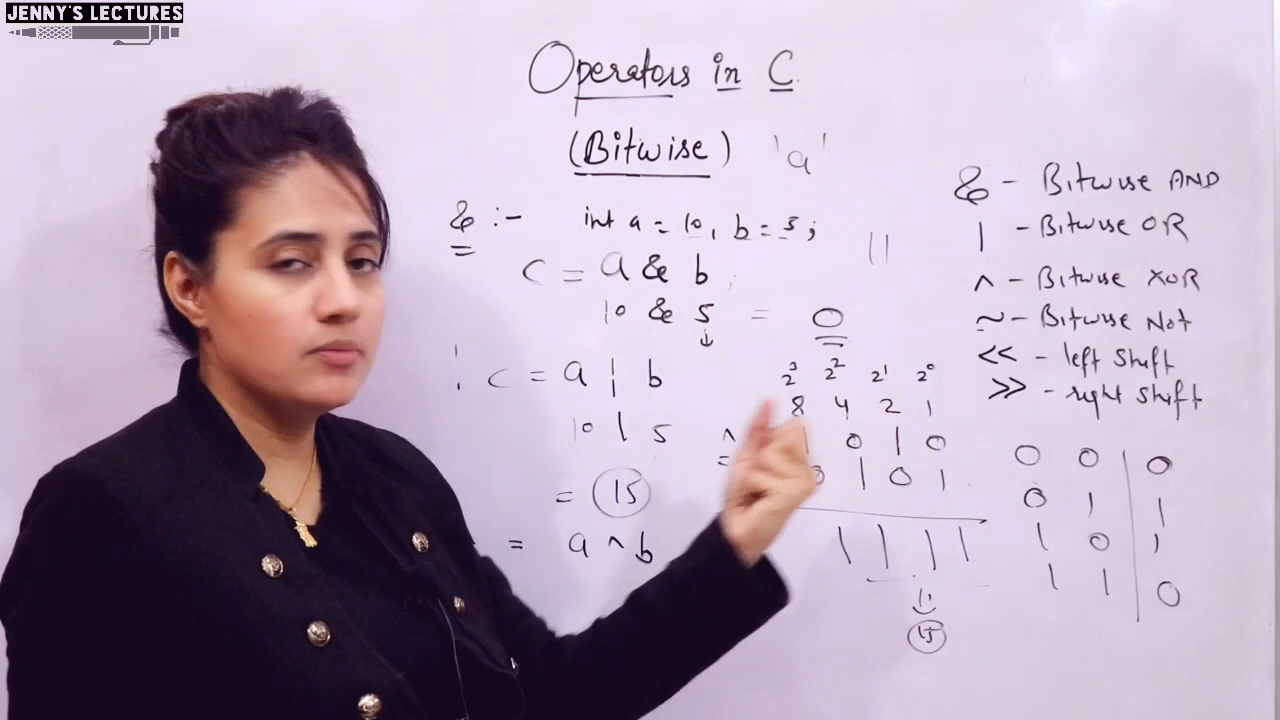 JENNY'S LECTURES
Operators in C.
(Bitwise) 'a'
& :- int a = 10, b = 5;
C = a & b;
10 & 5 = 0
C = a | b
10 | 5
= 15
= a ^ b
||
2³ 2² 2¹ 2⁰
8 4 2 1
^ 1 0 1 0
0 1 0 1
1 1 1 1
15
& - Bitwise AND
| - Bitwise OR
^ - Bitwise XOR
~ - Bitwise Not
<< - left Shift
>> - right Shift
0 0 | 0
0 1 | 1
1 0 | 1
1 1 | 0